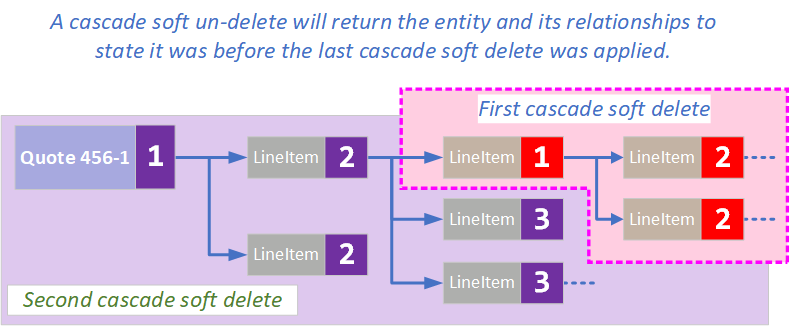 A cascade soft un-delete will return the entity and its relationships to
state it was before the last cascade soft delete was applied.
First cascade soft delete
Quote 456-1 1
LineItem 2
LineItem 1
LineItem 2
LineItem 3
LineItem 2
LineItem 2
LineItem 3
Second cascade soft delete